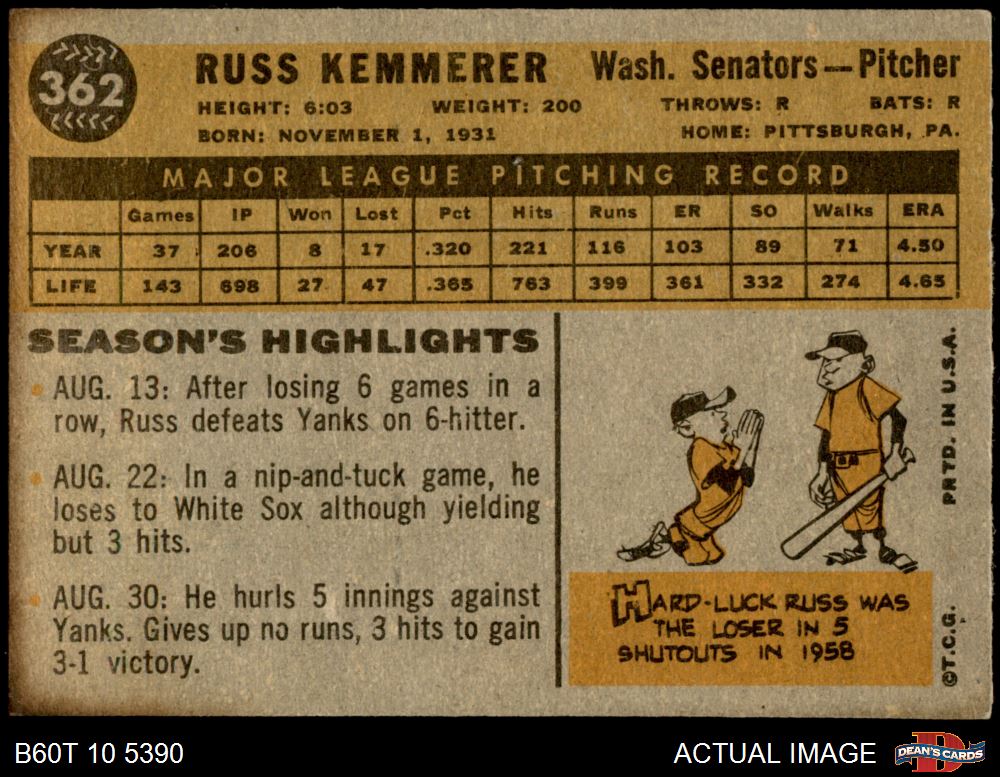 362
RUSS KEMMERER Wash. Senators—Pitcher
HEIGHT: 6:03 WEIGHT: 200 THROWS: R BATS: R
BORN: NOVEMBER 1, 1931 HOME: PITTSBURGH, PA.
MAJOR LEAGUE PITCHING RECORD
Games IP Won Lost Pct Hits Runs ER SO Walks ERA
YEAR 37 206 8 17 .320 221 116 103 89 71 4.50
LIFE 143 698 27 47 .365 763 399 361 332 274 4.65
SEASON'S HIGHLIGHTS
AUG. 13: After losing 6 games in a
row, Russ defeats Yanks on 6-hitter.
AUG. 22: In a nip-and-tuck game, he
loses to White Sox although yielding
but 3 hits.
AUG. 30: He hurls 5 innings against
Yanks. Gives up no runs, 3 hits to gain
3-1 victory.
HARD-LUCK RUSS WAS
THE LOSER IN 5
SHUTOUTS IN 1958
©T.C.G. PRTD. IN U.S.A.
B60T 10 5390 ACTUAL IMAGE DEAN'S CARDS